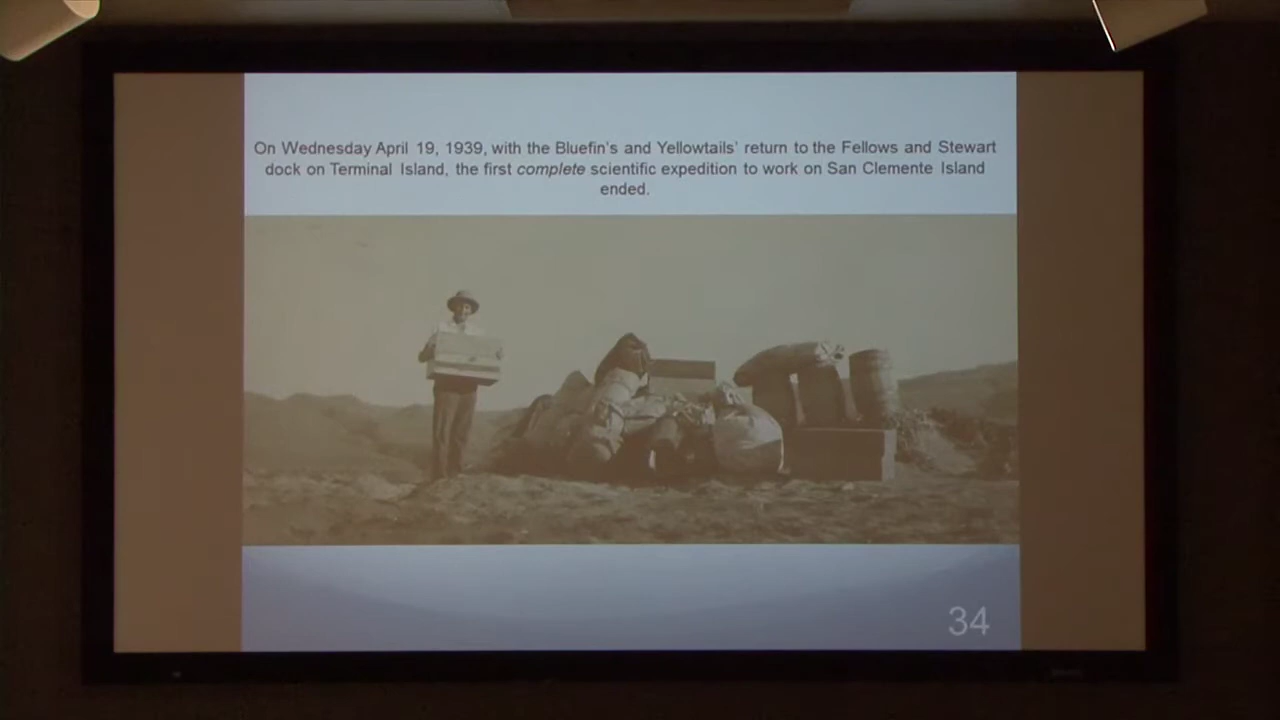 On Wednesday April 19, 1939, with the Bluefin's and Yellowtails' return to the Fellows and Stewart
dock on Terminal Island, the first complete scientific expedition to work on San Clemente Island
ended.
34